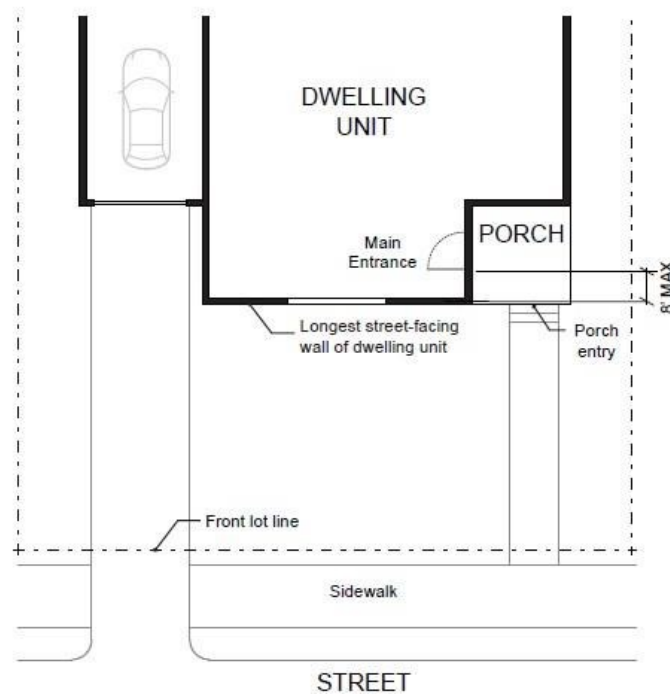 DWELLING
UNIT
Main
Entrance
PORCH
8' MAX
Longest street-facing
wall of dwelling unit
Porch
entry
Front lot line
Sidewalk
STREET